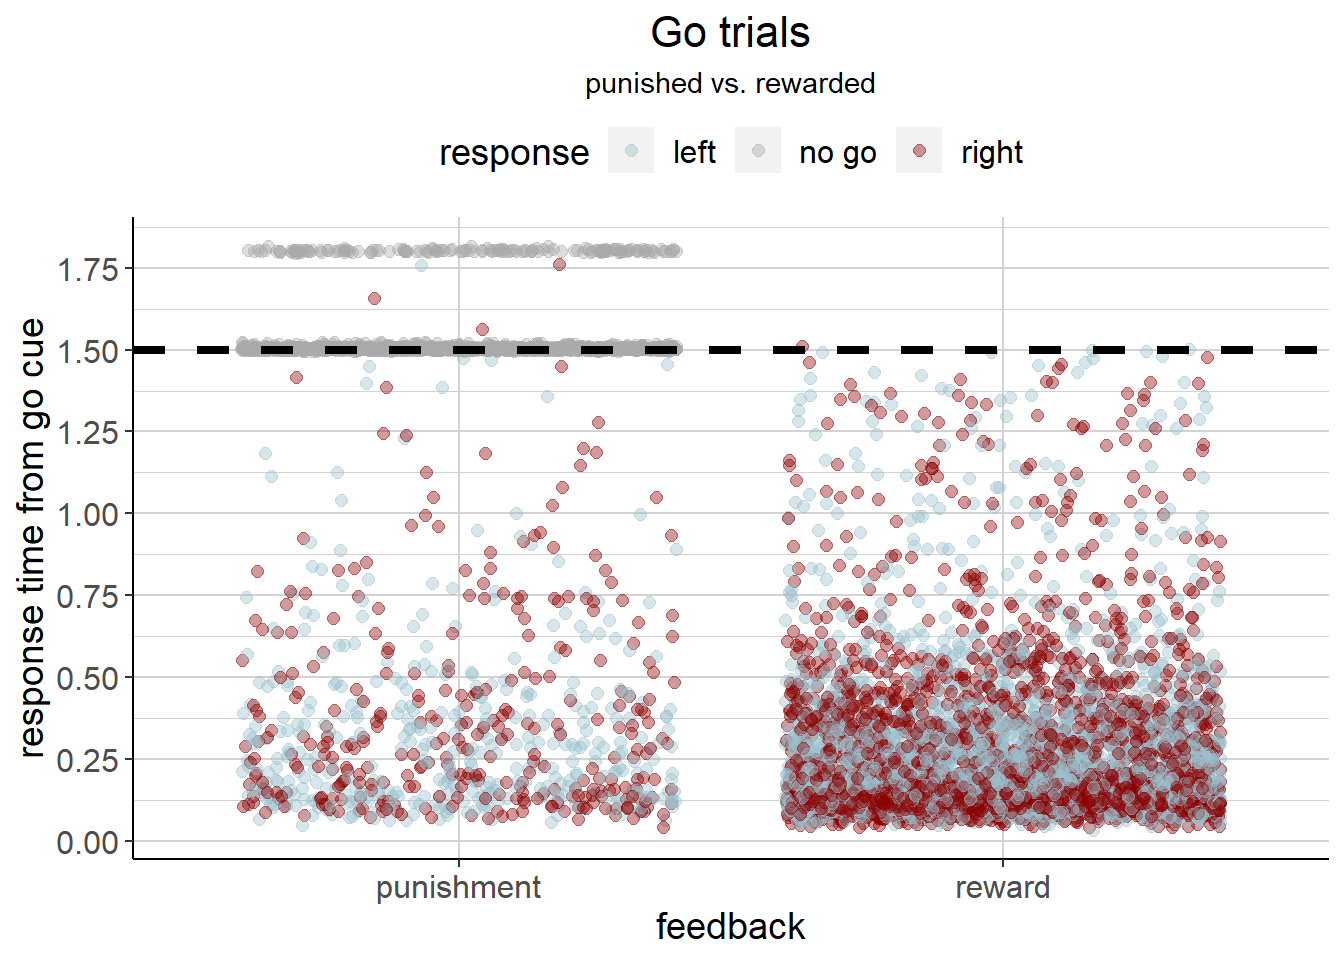 Go trials
punished vs. rewarded
response left no go right
response time from go cue
1.75
1.50
1.25
1.00
0.75
0.50
0.25
0.00
punishment reward
feedback